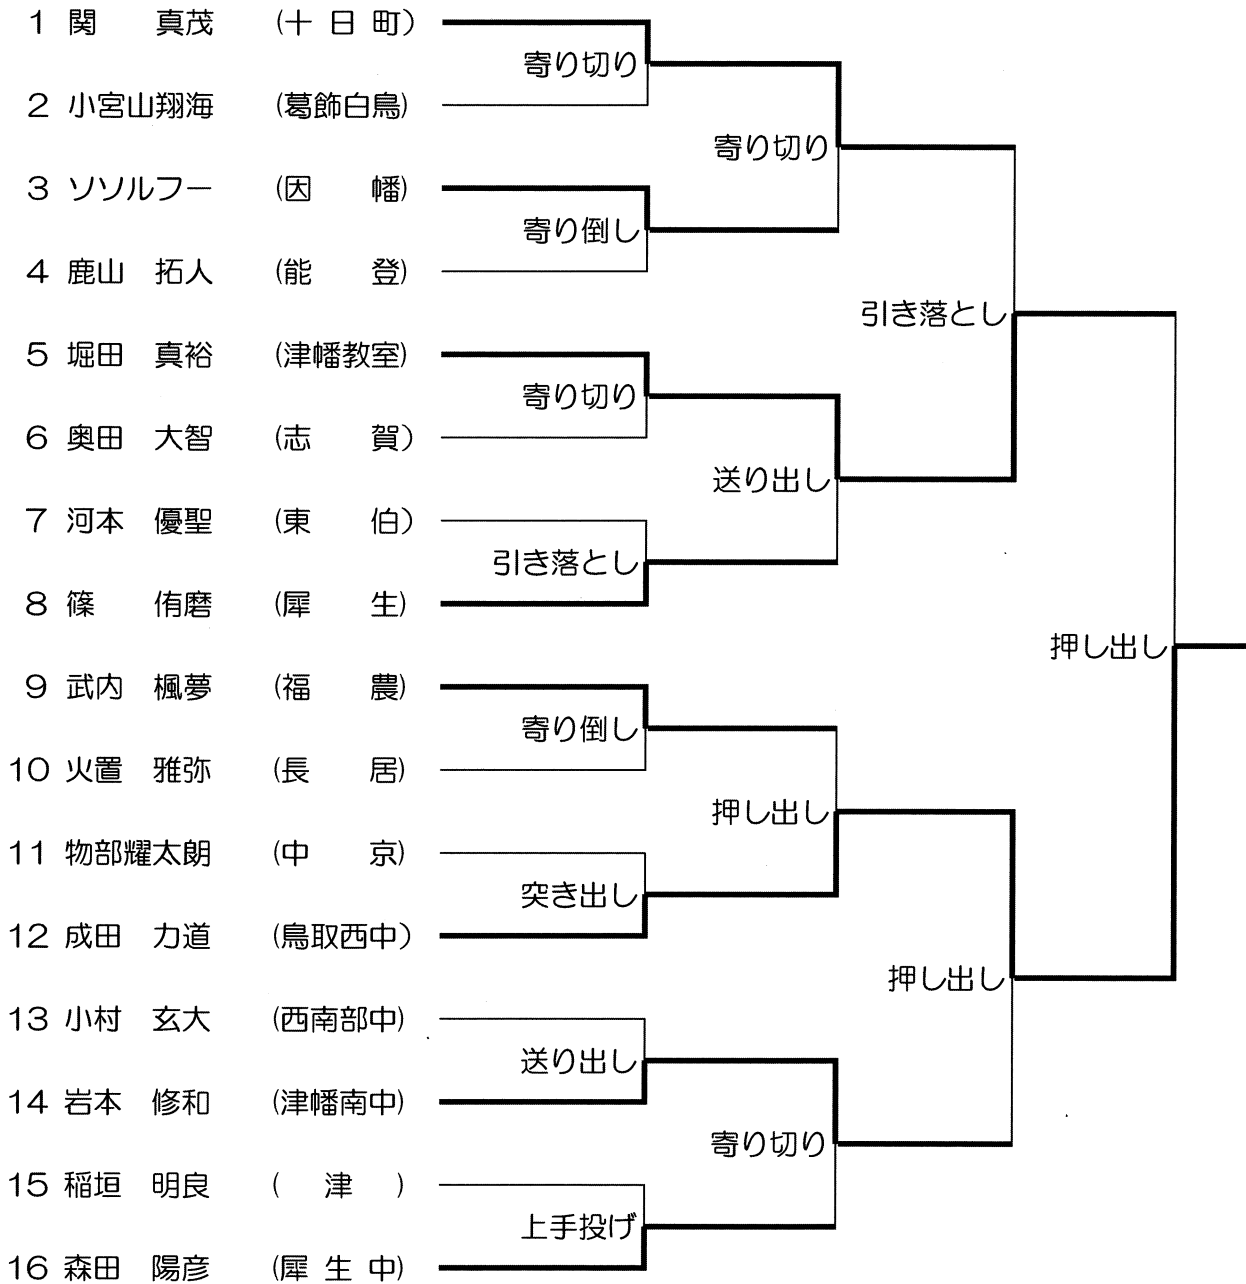 1 関　真茂 (十日町)
寄り切り
2 小宮山翔海 (葛飾白鳥)
寄り切り
3 ソソルフー (因幡)
寄り倒し
4 鹿山　拓人 (能登)
引き落とし
5 堀田　真裕 (津幡教室)
寄り切り
6 奥田　大智 (志賀)
送り出し
7 河本　優聖 (東伯)
引き落とし
8 篠　侑磨 (犀生)
押し出し
9 武内　楓夢 (福農)
寄り倒し
10 火置　雅弥 (長居)
押し出し
11 物部耀太朗 (中京)
突き出し
12 成田　力道 (鳥取西中)
押し出し
13 小村　玄大 (西南部中)
送り出し
14 岩本　修和 (津幡南中)
寄り切り
15 稲垣　明良 (津)
上手投げ
16 森田　陽彦 (犀生中)